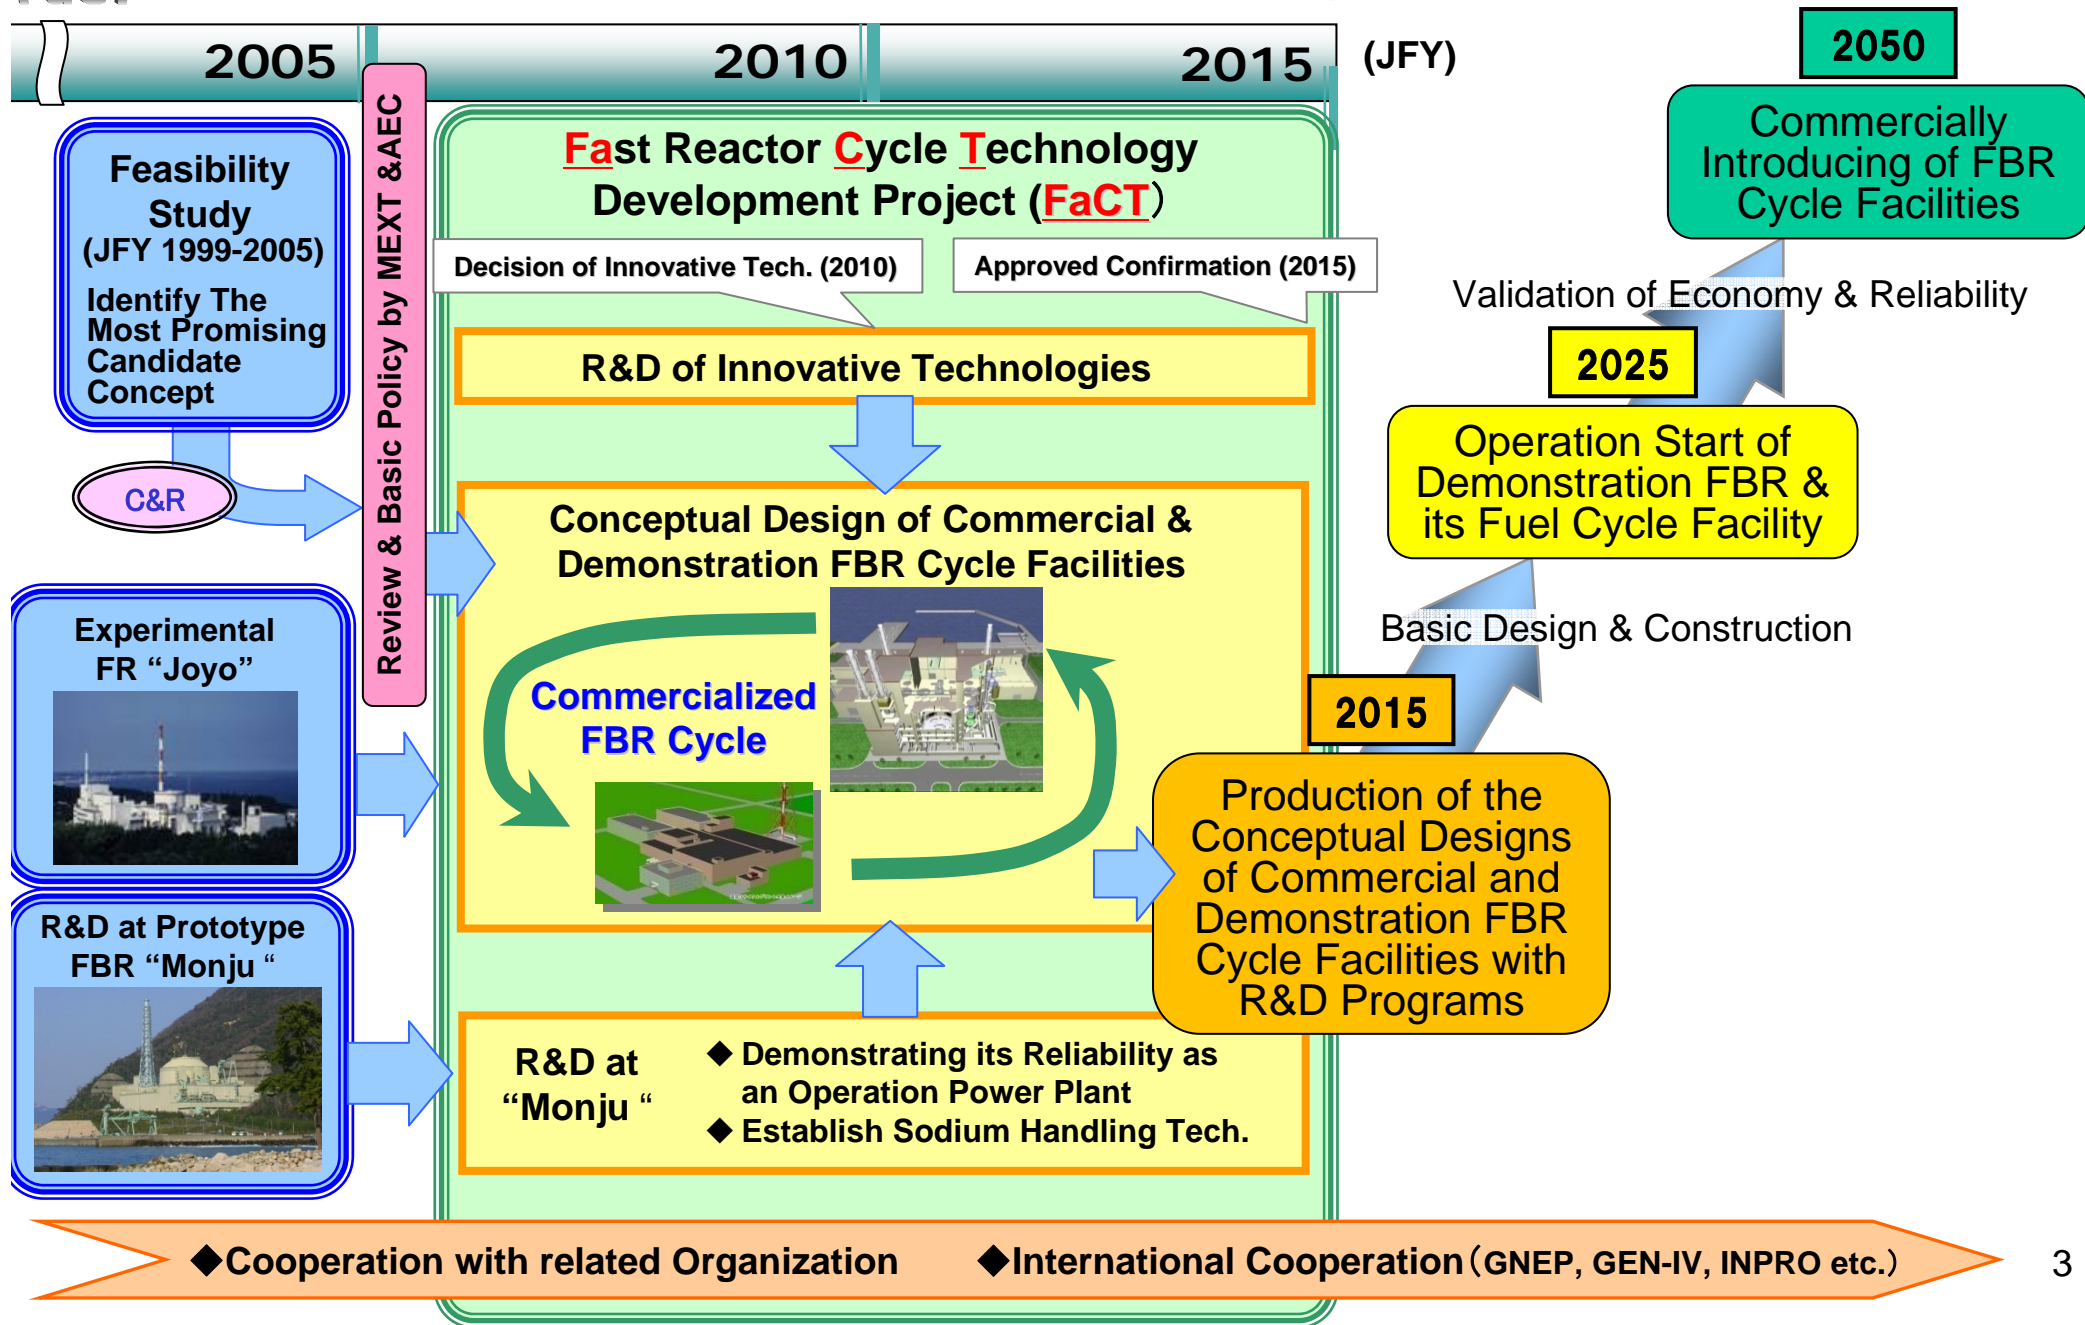 2005
2010
2015
(JFY)
2050
Commercially
Introducing of FBR
Cycle Facilities
Feasibility
Study
(JFY 1999-2005)
Identify The
Most Promising
Candidate
Concept
C&R
Review & Basic Policy by MEXT &AEC
Fast Reactor Cycle Technology
Development Project (FaCT)
Decision of Innovative Tech. (2010)
Approved Confirmation (2015)
R&D of Innovative Technologies
Validation of Economy & Reliability
2025
Operation Start of
Demonstration FBR &
its Fuel Cycle Facility
Conceptual Design of Commercial &
Demonstration FBR Cycle Facilities
Commercialized
FBR Cycle
Basic Design & Construction
2015
Production of the
Conceptual Designs
of Commercial and
Demonstration FBR
Cycle Facilities with
R&D Programs
Experimental
FR “Joyo”
R&D at Prototype
FBR “Monju “
R&D at
“Monju “
◆ Demonstrating its Reliability as
an Operation Power Plant
◆ Establish Sodium Handling Tech.
◆Cooperation with related Organization
◆International Cooperation（GNEP, GEN-IV, INPRO etc.）
3